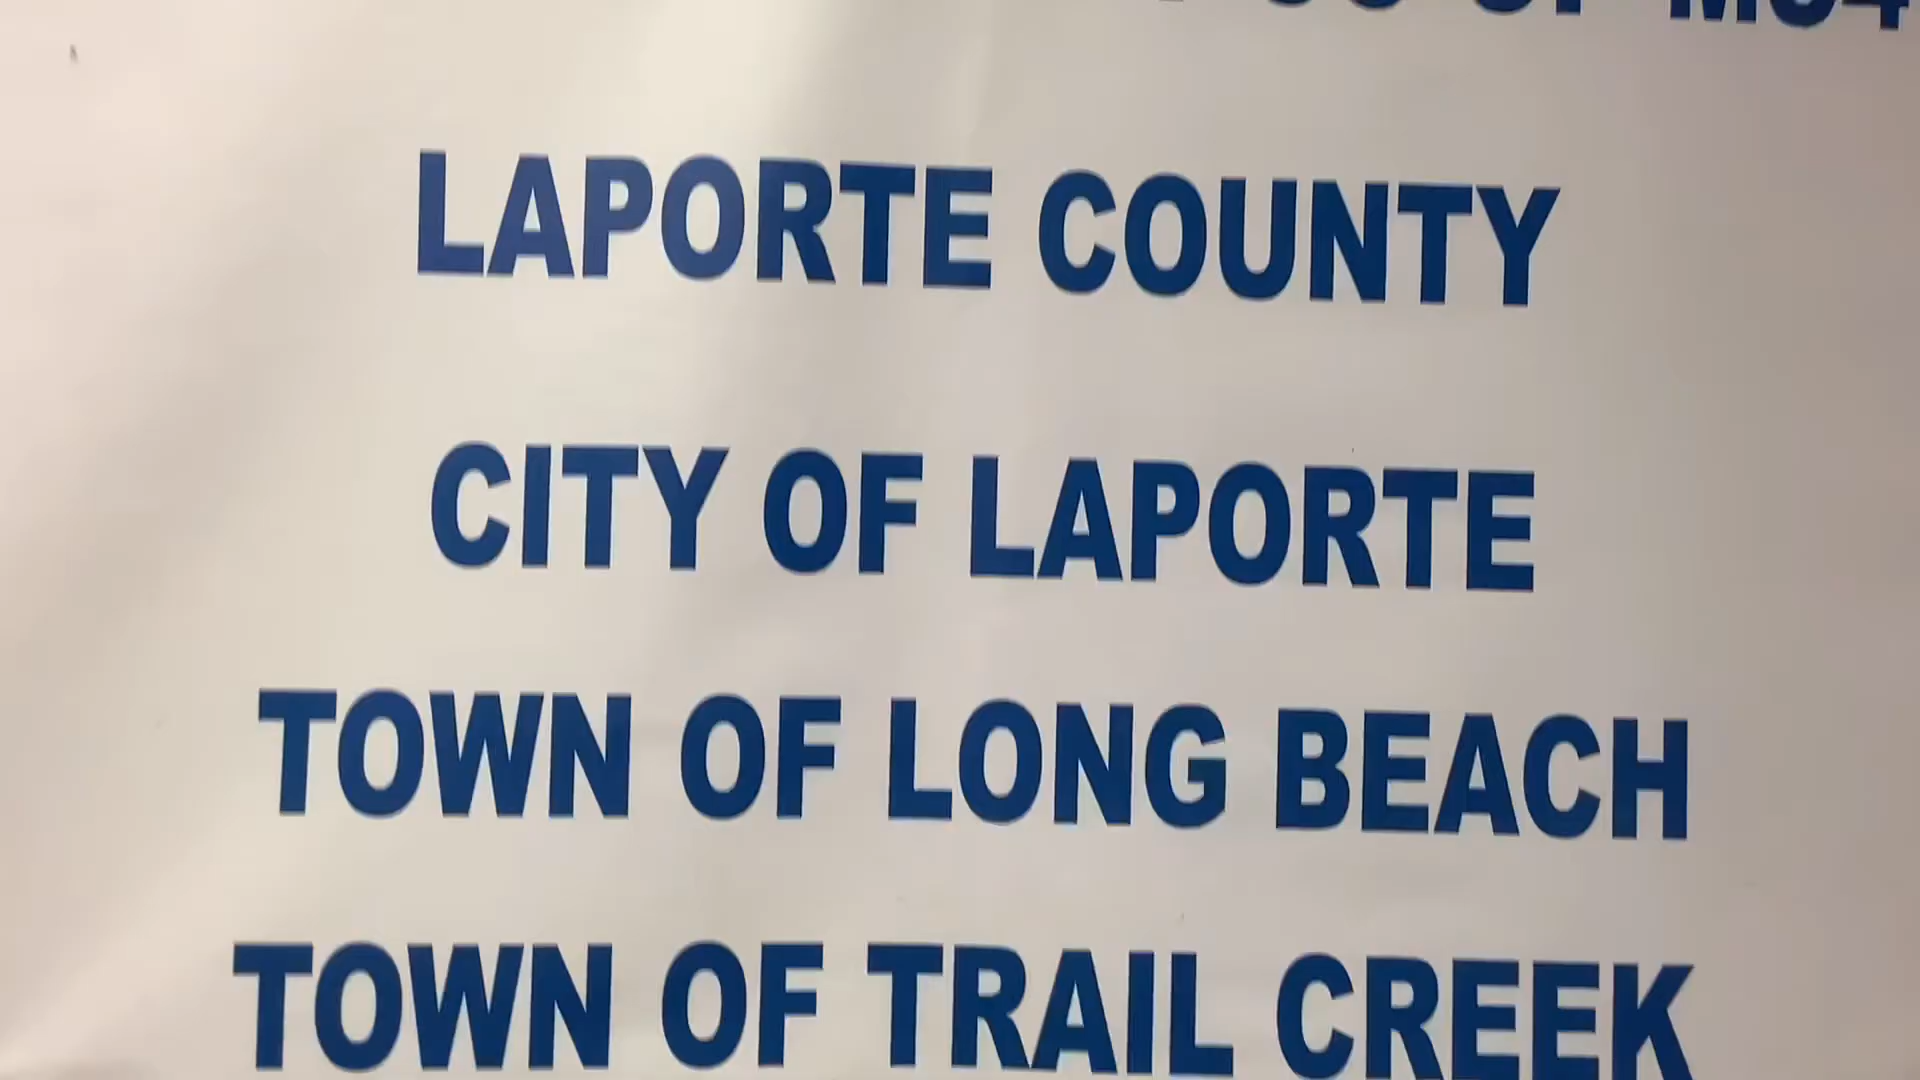 LAPORTE COUNTY
CITY OF LAPORTE
TOWN OF LONG BEACH
TOWN OF TRAIL CREEK